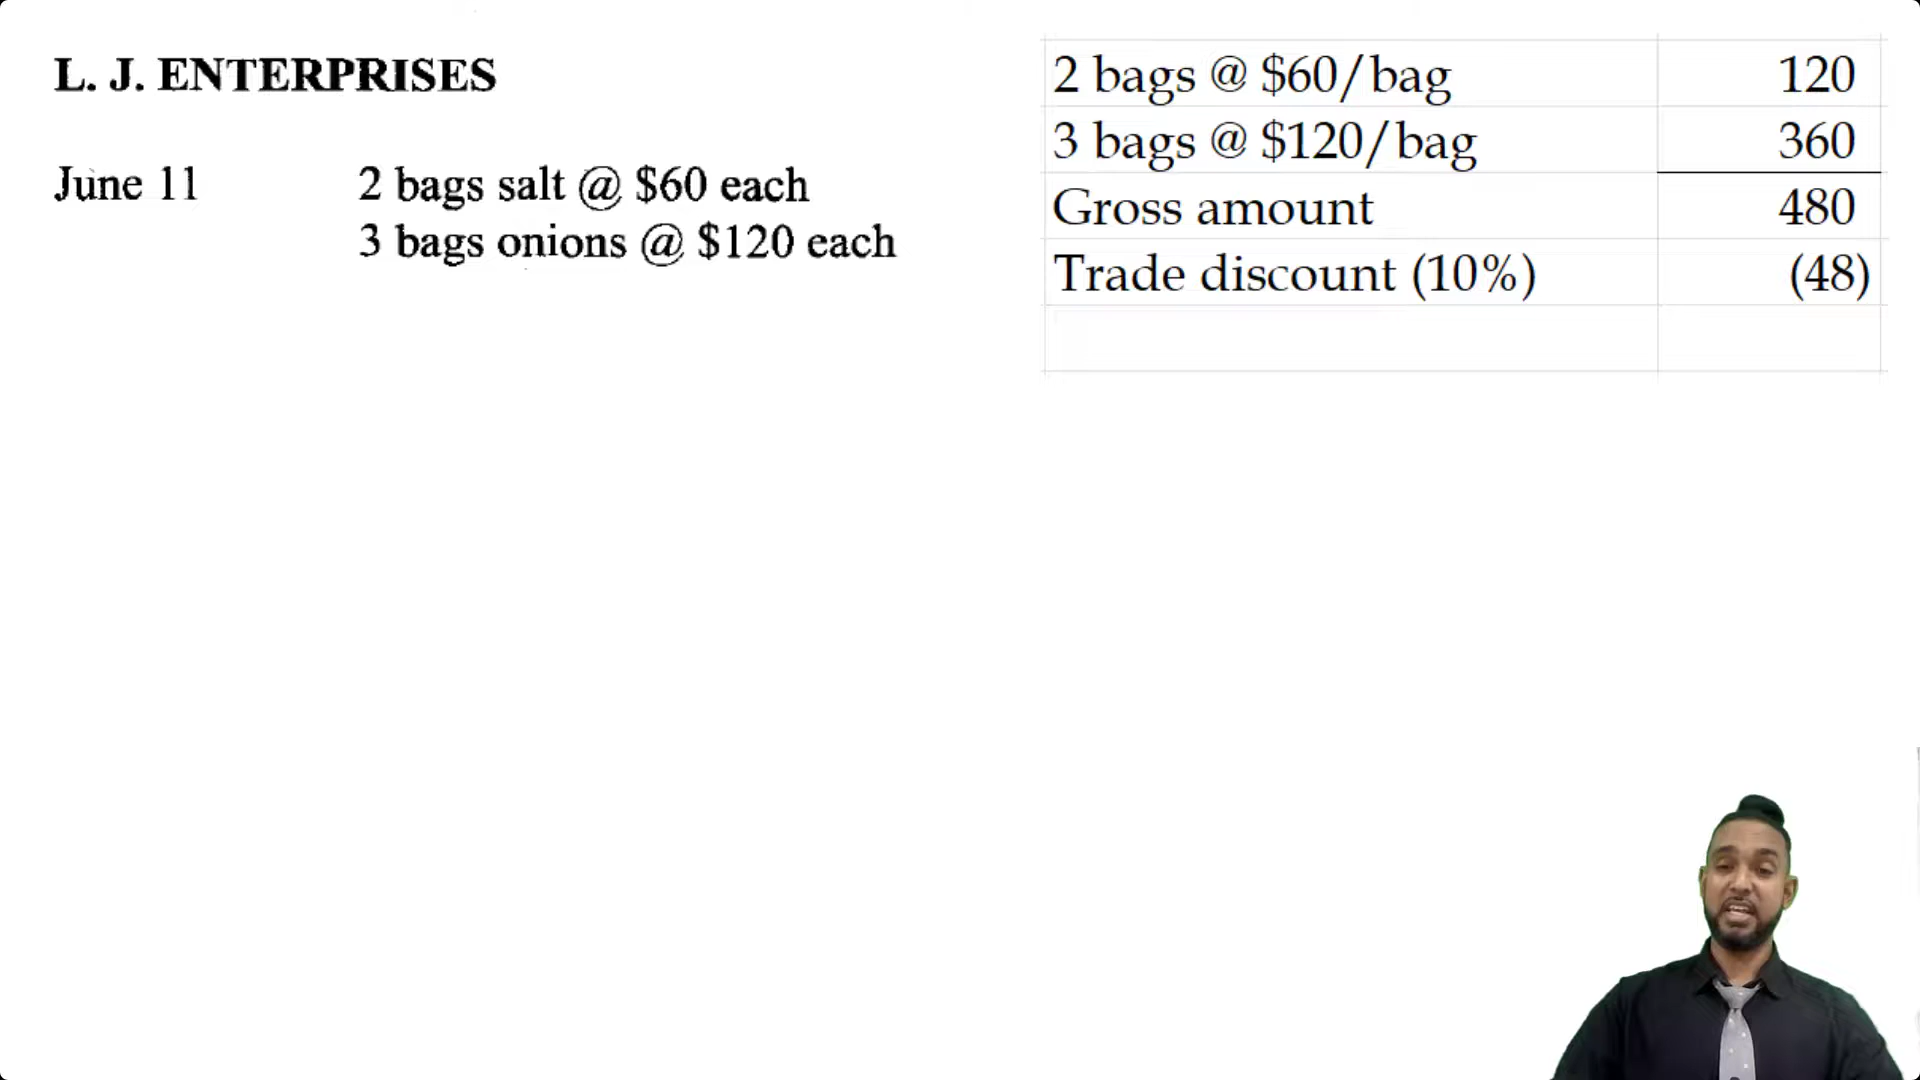 L. J. ENTERPRISES
June 11 2 bags salt @ $60 each
3 bags onions @ $120 each
2 bags @ $60/bag 120
3 bags @ $120/bag 360
Gross amount 480
Trade discount (10%) (48)